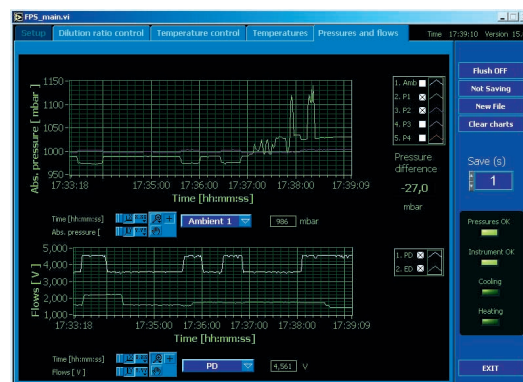 FPS_main.vi
Setup Dilution ratio control Temperature control Temperatures Pressures and flows Time 17:39:10 Version 15.
Flush OFF
Not Saving
New File
Clear charts
Save (s)
1
Pressures OK
Instrument OK
Cooling
Heating
EXIT
Abs. pressure [ mbar ]
1150
1100
1050
1000
950
17:33:18 17:35:00 17:36:00 17:37:00 17:38:00 17:39:09
Time [hh:mm:ss]
1. Amb
2. P1
3. P2
4. P3
5. P4
Pressure
difference
-27,0
mbar
Time [hh:mm:ss]
Abs. pressure [
Ambient 1
986 mbar
Flows [ V ]
5,000
4,000
3,000
2,000
1,000
17:33:18 17:35:00 17:36:00 17:37:00 17:38:00 17:39:09
Time [hh:mm:ss]
1. PD
2. ED
Time [hh:mm:ss]
Flows [ V ]
PD
4,561 V